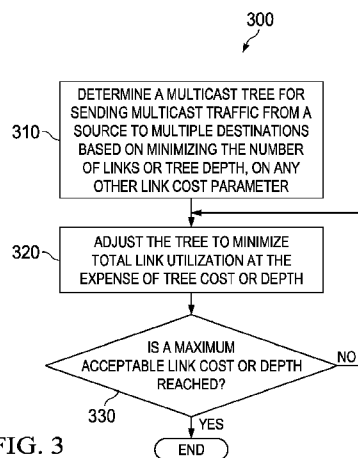 300
DETERMINE A MULTICAST TREE FOR
SENDING MULTICAST TRAFFIC FROM A
SOURCE TO MULTIPLE DESTINATIONS
BASED ON MINIMIZING THE NUMBER
OF LINKS OR TREE DEPTH, ON ANY
OTHER LINK COST PARAMETER
310
ADJUST THE TREE TO MINIMIZE
TOTAL LINK UTILIZATION AT THE
EXPENSE OF TREE COST OR DEPTH
320
IS A MAXIMUM
ACCEPTABLE LINK COST OR DEPTH
REACHED?
NO
330
YES
END
FIG. 3